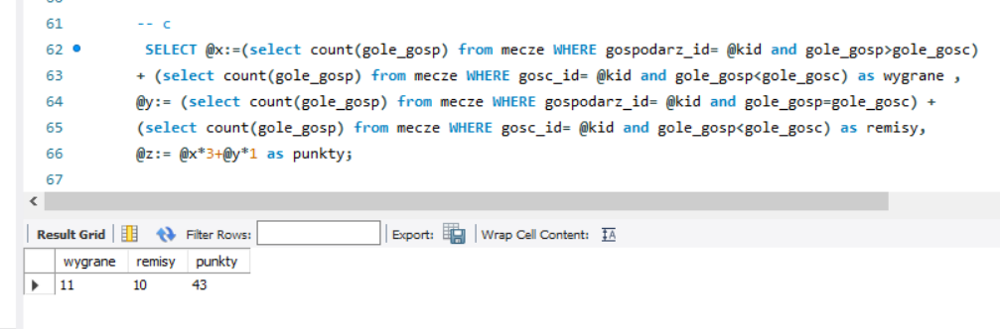 61 -- c
62 SELECT @x:=(select count(gole_gosp) from mecze WHERE gospodarz_id= @kid and gole_gosp>gole_gosc)
63 + (select count(gole_gosp) from mecze WHERE gosc_id= @kid and gole_gosp<gole_gosc) as wygrane ,
64 @y:= (select count(gole_gosp) from mecze WHERE gospodarz_id= @kid and gole_gosp=gole_gosc) +
65 (select count(gole_gosp) from mecze WHERE gosc_id= @kid and gole_gosp<gole_gosc) as remisy,
66 @z:= @x*3+@y*1 as punkty;
67
Result Grid Filter Rows: Export: Wrap Cell Content: IA
wygrane remisy punkty
11 10 43